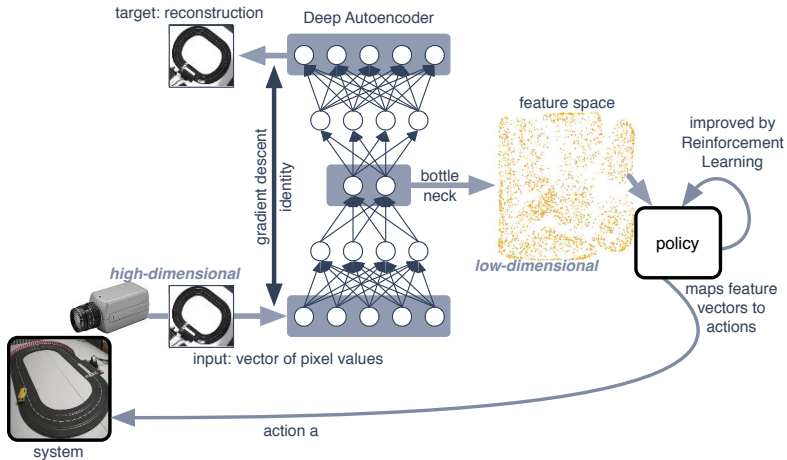 target: reconstruction
Deep Autoencoder
gradient descent
identity
bottle
neck
feature space
low-dimensional
improved by
Reinforcement
Learning
policy
maps feature
vectors to
actions
high-dimensional
input: vector of pixel values
action a
system